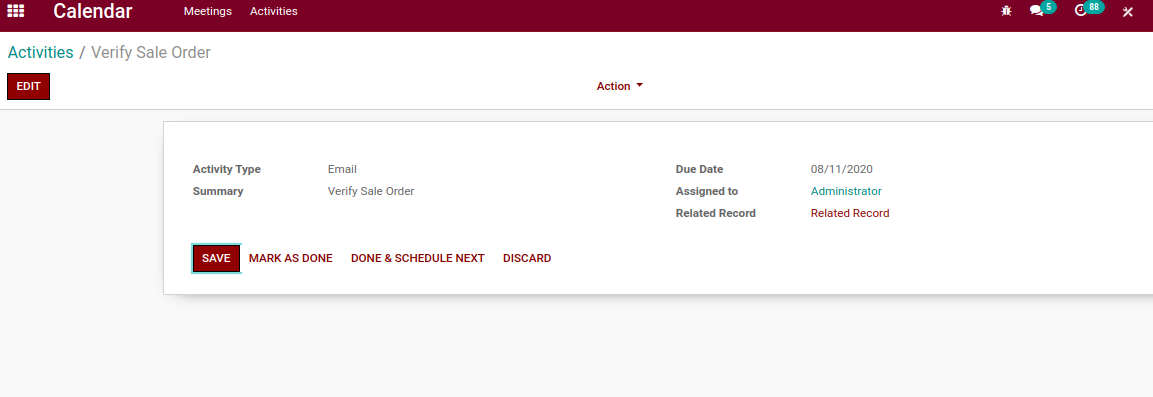 Calendar Meetings Activities 5 88
Activities / Verify Sale Order
EDIT Action
Activity Type Email Due Date 08/11/2020
Summary Verify Sale Order Assigned to Administrator
Related Record Related Record
SAVE MARK AS DONE DONE & SCHEDULE NEXT DISCARD